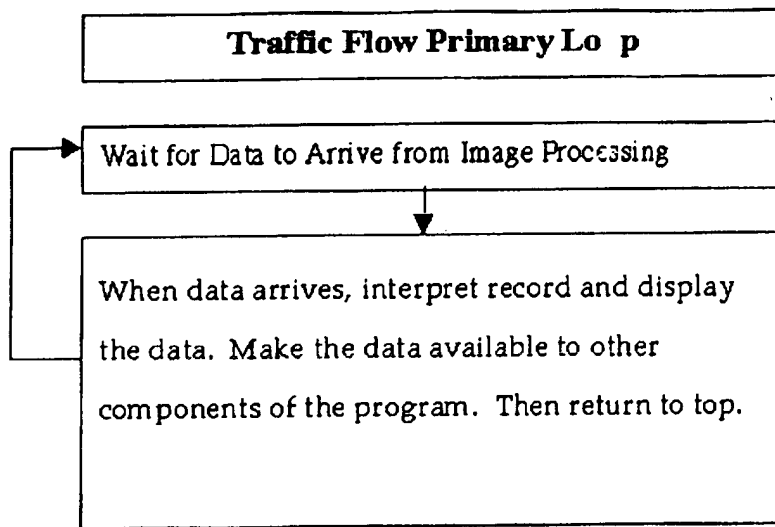 Traffic Flow Primary Lo p
Wait for Data to Arrive from Image Processing
When data arrives, interpret record and display
the data. Make the data available to other
components of the program. Then return to top.